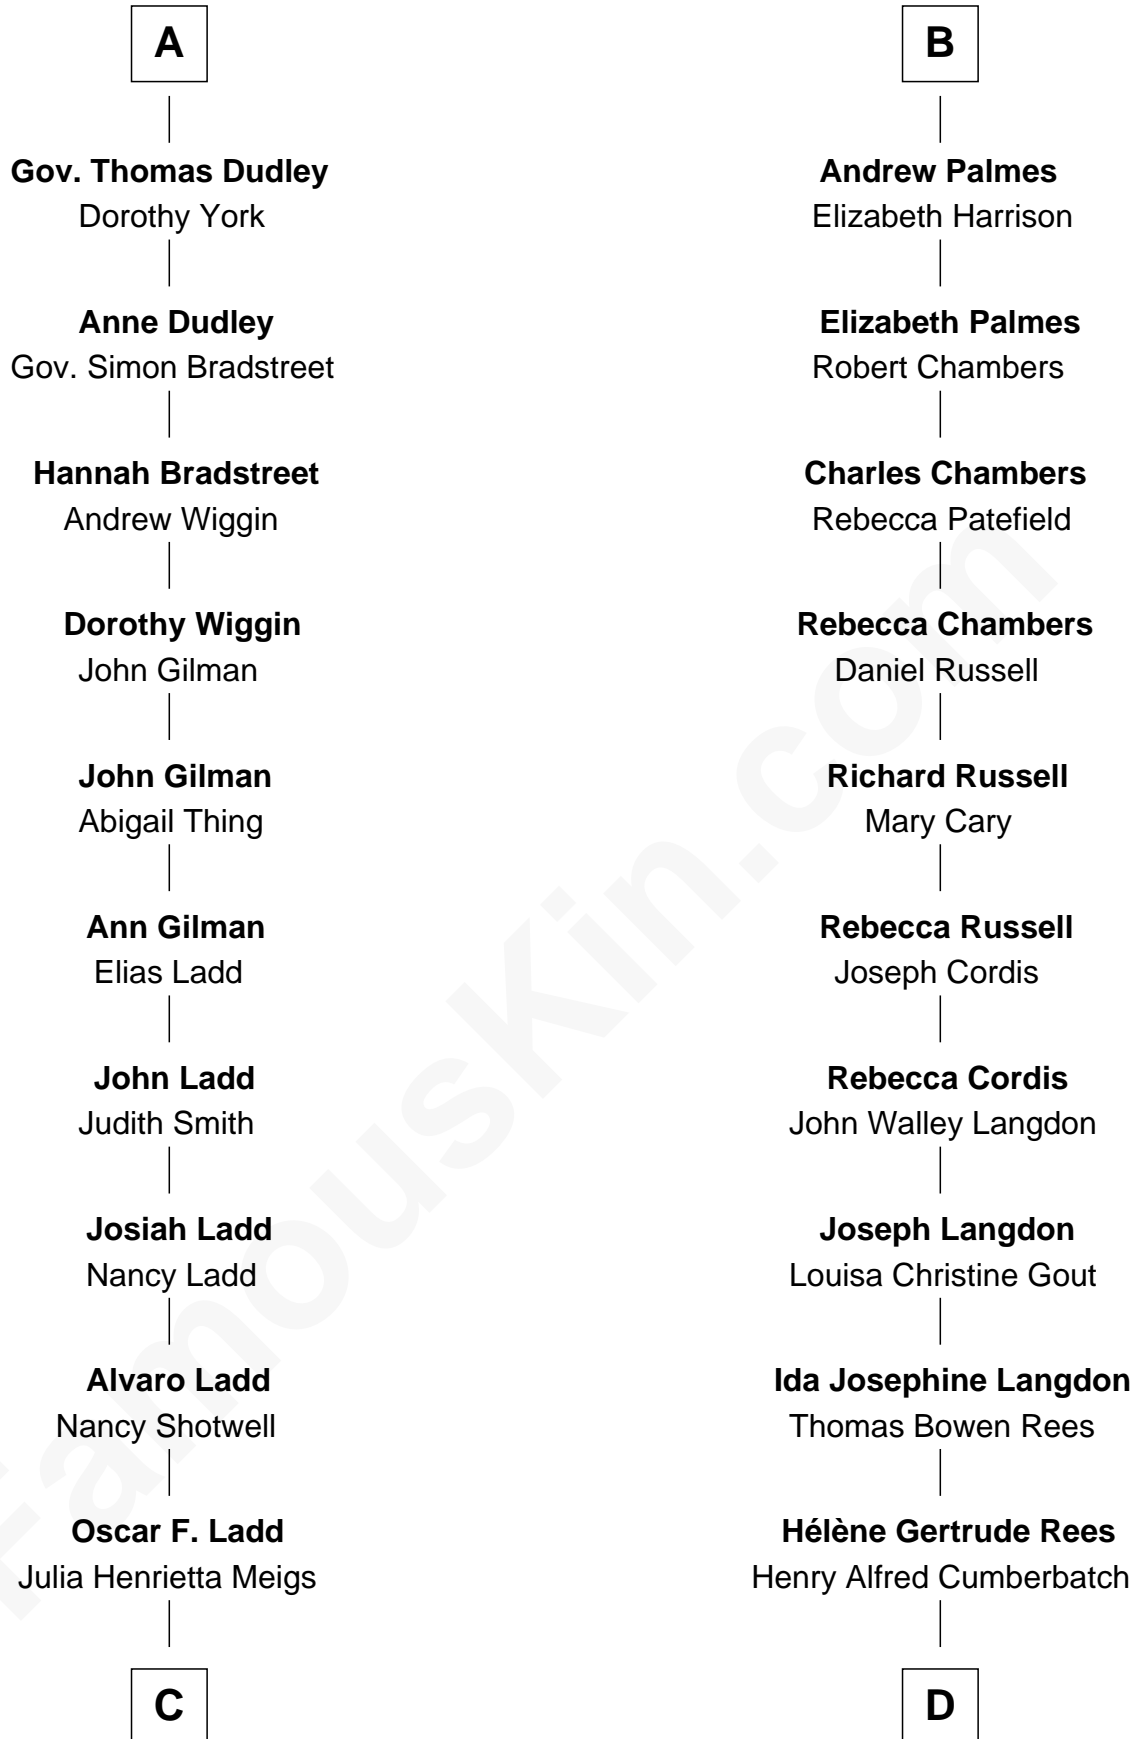 A
Gov. Thomas Dudley
Dorothy York
Anne Dudley
Gov. Simon Bradstreet
Hannah Bradstreet
Andrew Wiggin
Dorothy Wiggin
John Gilman
John Gilman
Abigail Thing
Ann Gilman
Elias Ladd
John Ladd
Judith Smith
Josiah Ladd
Nancy Ladd
Alvaro Ladd
Nancy Shotwell
Oscar F. Ladd
Julia Henrietta Meigs
C
B
Andrew Palmes
Elizabeth Harrison
Elizabeth Palmes
Robert Chambers
Charles Chambers
Rebecca Patefield
Rebecca Chambers
Daniel Russell
Richard Russell
Mary Cary
Rebecca Russell
Joseph Cordis
Rebecca Cordis
John Walley Langdon
Joseph Langdon
Louisa Christine Gout
Ida Josephine Langdon
Thomas Bowen Rees
Hélène Gertrude Rees
Henry Alfred Cumberbatch
D
FamousKin.com